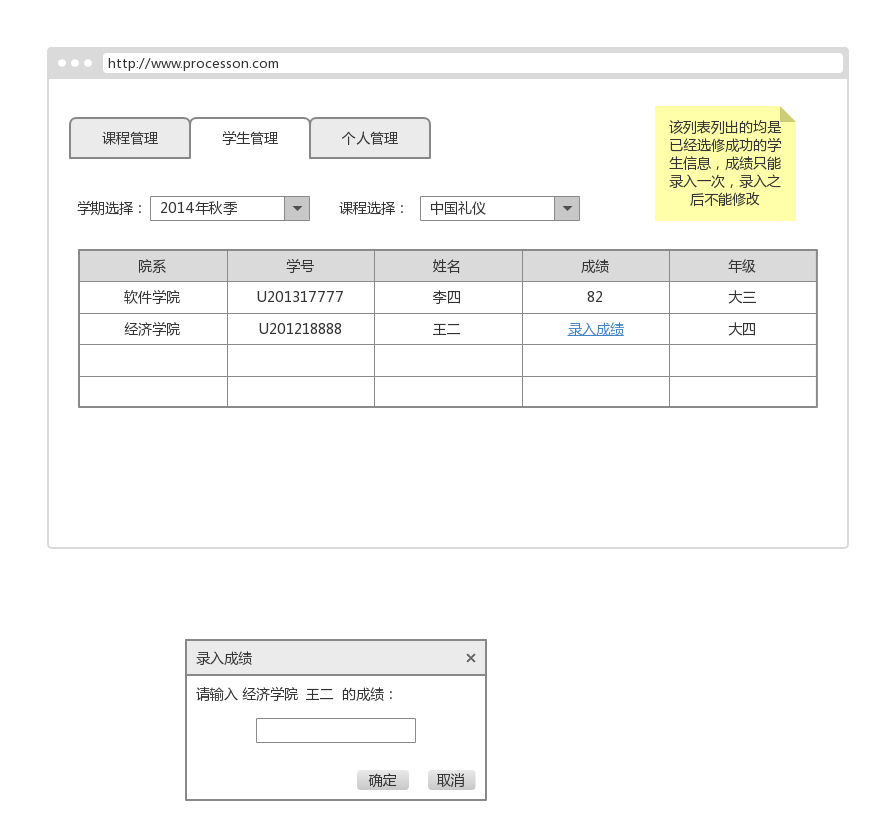 http://www.processon.com
课程管理 学生管理 个人管理
该列表列出的均是
已经选修成功的学
生信息，成绩只能
录入一次，录入之
后不能修改
学期选择： 2014年秋季 课程选择： 中国礼仪
院系 学号 姓名 成绩 年级
软件学院 U201317777 李四 82 大三
经济学院 U201218888 王二 录入成绩 大四
录入成绩 ×
请输入 经济学院 王二 的成绩：
确定 取消